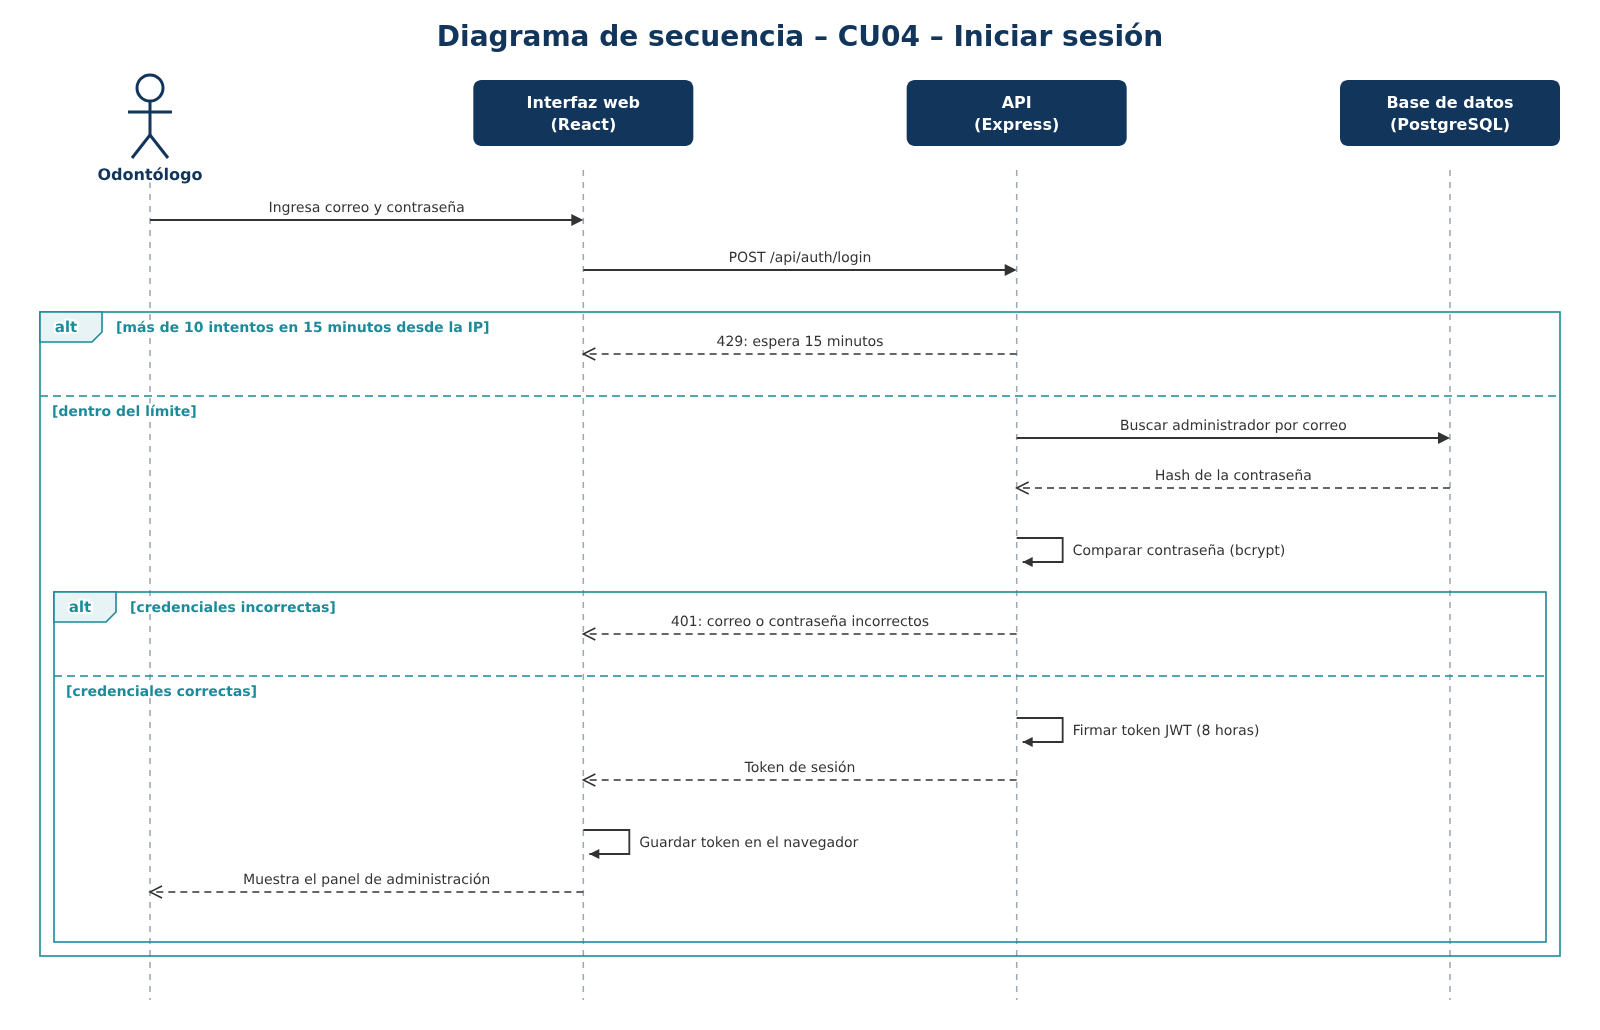 Diagrama de secuencia – CU04 – Iniciar sesión
Interfaz web
(React)
API
(Express)
Base de datos
(PostgreSQL)
Odontólogo
Ingresa correo y contraseña
POST /api/auth/login
alt
[más de 10 intentos en 15 minutos desde la IP]
429: espera 15 minutos
[dentro del límite]
Buscar administrador por correo
Hash de la contraseña
Comparar contraseña (bcrypt)
alt
[credenciales incorrectas]
401: correo o contraseña incorrectos
[credenciales correctas]
Firmar token JWT (8 horas)
Token de sesión
Guardar token en el navegador
Muestra el panel de administración